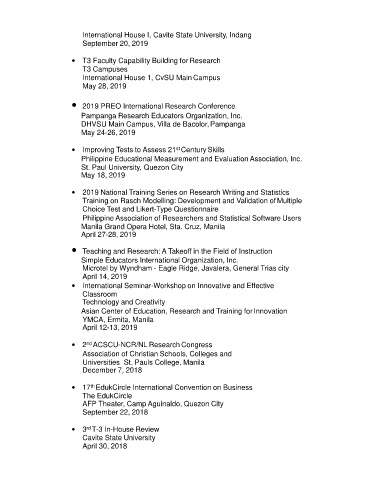 International House I, Cavite State University, Indang
September 20, 2019
• T3 Faculty Capability Building for Research
T3 Campuses
International House 1, CvSU Main Campus
May 28, 2019
• 2019 PREO International Research Conference
Pampanga Research Educators Organization, Inc.
DHVSU Main Campus, Villa de Bacolor, Pampanga
May 24-26, 2019
• Improving Tests to Assess 21st Century Skills
Philippine Educational Measurement and Evaluation Association, Inc.
St. Paul University, Quezon City
May 18, 2019
• 2019 National Training Series on Research Writing and Statistics
Training on Rasch Modelling: Development and Validation of Multiple
Choice Test and Likert-Type Questionnaire
Philippine Association of Researchers and Statistical Software Users
Manila Grand Opera Hotel, Sta. Cruz, Manila
April 27-28, 2019
• Teaching and Research: A Takeoff in the Field of Instruction
Simple Educators International Organization, Inc.
Microtel by Wyndham - Eagle Ridge, Javalera, General Trias city
April 14, 2019
• International Seminar-Workshop on Innovative and Effective
Classroom
Technology and Creativity
Asian Center of Education, Research and Training for Innovation
YMCA, Ermita, Manila
April 12-13, 2019
• 2nd ACSCU-NCR/NL Research Congress
Association of Christian Schools, Colleges and
Universities St. Pauls College, Manila
December 7, 2018
• 17th EdukCircle International Convention on Business
The EdukCircle
AFP Theater, Camp Aguinaldo, Quezon City
September 22, 2018
• 3rd T-3 In-House Review
Cavite State University
April 30, 2018